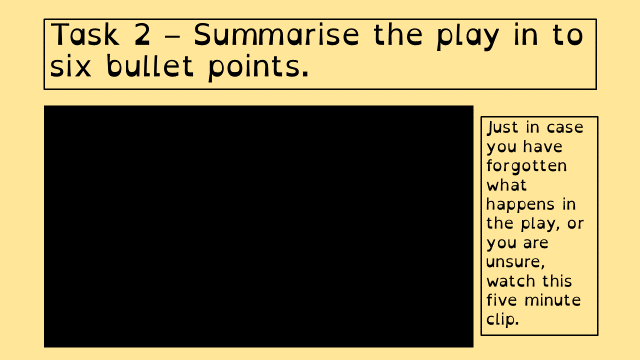 Task 2 – Summarise the play in to
six bullet points.
Just in case
you have
forgotten
what
happens in
the play, or
you are
unsure,
watch this
five minute
clip.